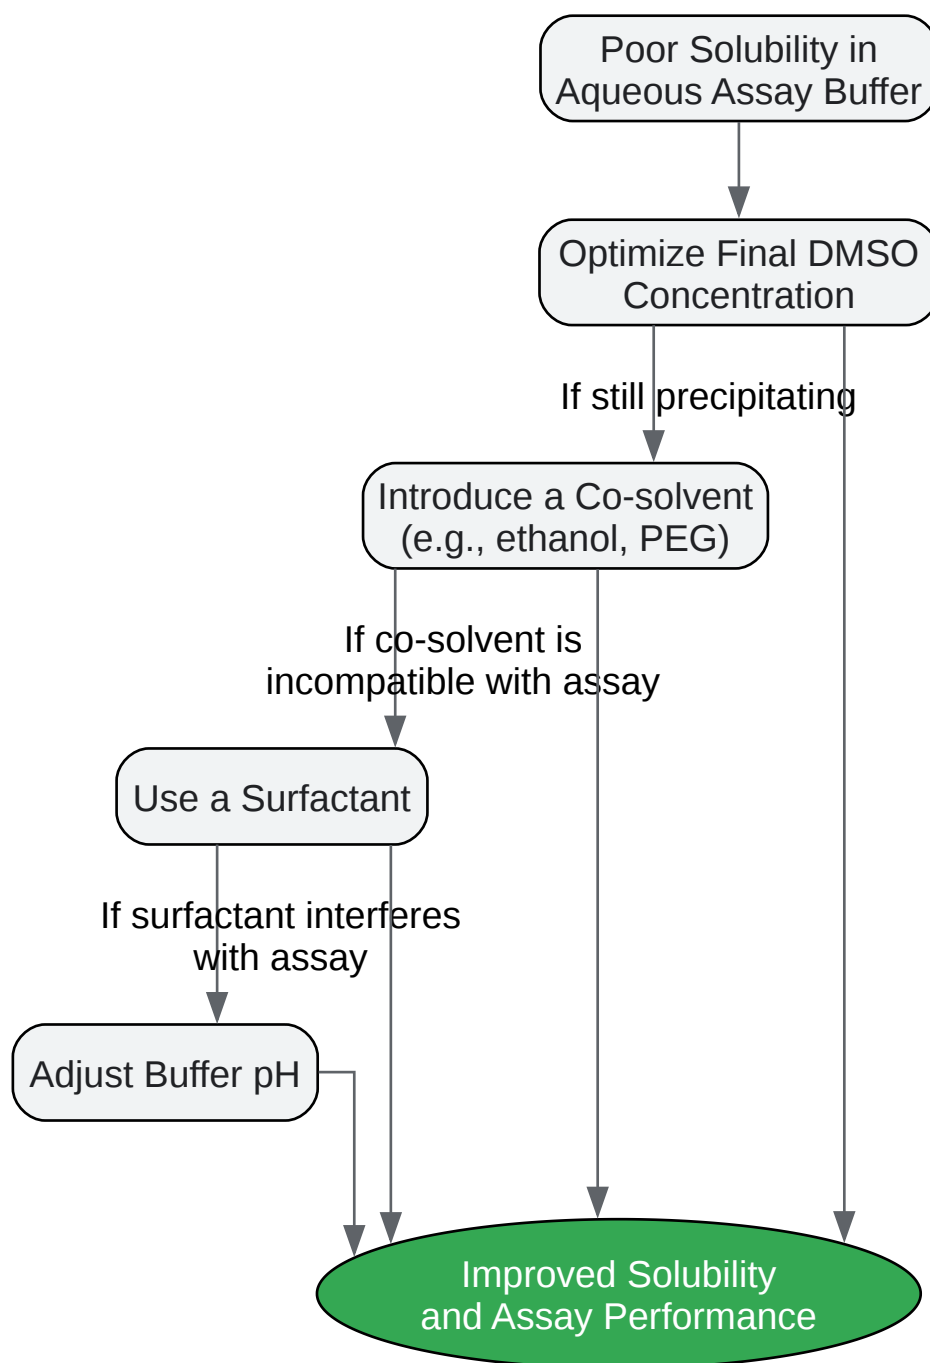 Poor Solubility in
Aqueous Assay Buffer
Optimize Final DMSO
Concentration
If still precipitating
Introduce a Co-solvent
(e.g., ethanol, PEG)
If co-solvent is
incompatible with assay
Use a Surfactant
If surfactant interferes
with assay
Adjust Buffer pH
Improved Solubility
and Assay Performance